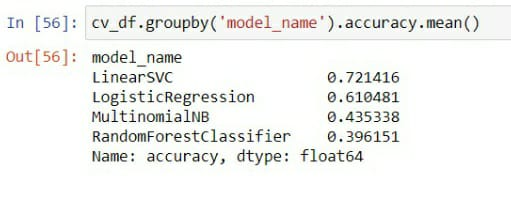 In [56]: cv_df.groupby('model_name').accuracy.mean()
Out[56]: model_name
LinearSVC 0.721416
LogisticRegression 0.610481
MultinomialNB 0.435338
RandomForestClassifier 0.396151
Name: accuracy, dtype: float64